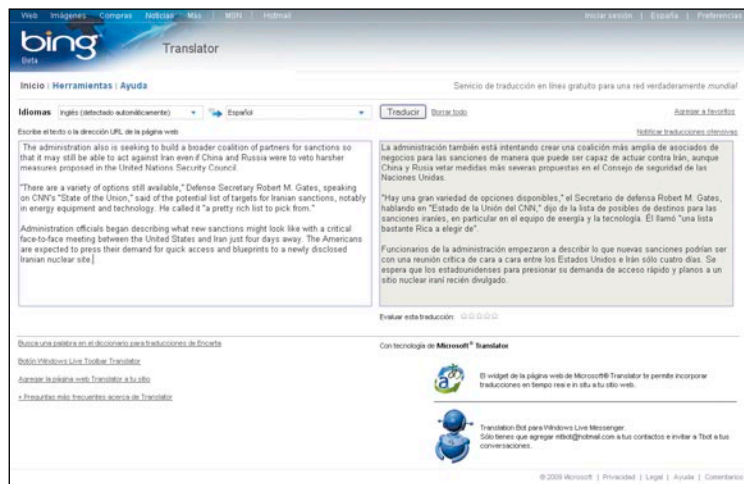 Web Imágenes Compras Noticias Más | MSN | Hotmail
Iniciar sesión | España | Preferencias
bing
Beta
Translator
Inicio | Herramientas | Ayuda
Servicio de traducción en línea gratuito para una red verdaderamente mundial
Idiomas Inglés (detectado automáticamente) Español Traducir Borrar todo Agregar a favoritos
Escribe el texto o la dirección URL de la página web
Notificar traducciones ofensivas
The administration also is seeking to build a broader coalition of partners for sanctions so
that it may still be able to act against Iran even if China and Russia were to veto harsher
measures proposed in the United Nations Security Council.
"There are a variety of options still available," Defense Secretary Robert M. Gates, speaking
on CNN's "State of the Union," said of the potential list of targets for Iranian sanctions, notably
in energy equipment and technology. He called it "a pretty rich list to pick from."
Administration officials began describing what new sanctions might look like with a critical
face-to-face meeting between the United States and Iran just four days away. The Americans
are expected to press their demand for quick access and blueprints to a newly disclosed
Iranian nuclear site.
La administración también está intentando crear una coalición más amplia de asociados de
negocios para las sanciones de manera que puede ser capaz de actuar contra Irán, aunque
China y Rusia vetar medidas más severas propuestas en el Consejo de seguridad de las
Naciones Unidas.
"Hay una gran variedad de opciones disponibles," el Secretario de defensa Robert M. Gates,
hablando en "Estado de la Unión del CNN," dijo de la lista de posibles de destinos para las
sanciones iraníes, en particular en el equipo de energía y la tecnología. Él llamó "una lista
bastante Rica a elegir de".
Funcionarios de la administración empezaron a describir lo que nuevas sanciones podrían ser
con una reunión crítica de cara a cara entre los Estados Unidos e Irán sólo cuatro días. Se
espera que los estadounidenses para presionar su demanda de acceso rápido y planos a un
sitio nuclear iraní recién divulgado.
Evaluar esta traducción:
Busca una palabra en el diccionario para traducciones de Encarta
Botón Windows Live Toolbar Translator
Agregar la página web Translator a tu sitio
+ Preguntas más frecuentes acerca de Translator
Con tecnología de Microsoft® Translator
El widget de la página web de Microsoft® Translator te permite incorporar
traducciones en tiempo real e in situ a tu sitio web.
Translation Bot para Windows Live Messenger.
Sólo tienes que agregar mtbot@hotmail.com a tus contactos e invitar a Tbot a tus
conversaciones.
© 2009 Microsoft | Privacidad | Legal | Ayuda | Comentarios